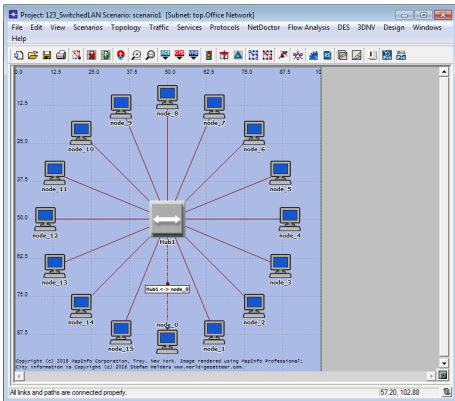 Project: 123_SwitchedLAN Scenario: scenario1 [Subnet: top.Office Network]
File Edit View Scenarios Topology Traffic Services Protocols NetDoctor Flow Analysis DES 3DNV Design Windows
Help
0.0 12.5 25.0 37.5 50.0 62.5 75.0 87.5 10
12.5
25.0
37.5
50.0
62.5
75.0
87.5
node_8
node_9
node_7
node_10
node_6
node_11
node_5
node_12
node_4
Hub1
node_13
node_3
Hub1 <-> node_0
node_14
node_0
node_2
node_15
node_1
Copyright (c) 2016 MapInfo Corporation, Troy, New York. Image rendered using MapInfo Professional;
City information is Copyright (c) 2016 Stefan Helders www.world-gazetteer.com.
All links and paths are connected properly.
57.20, 102.88